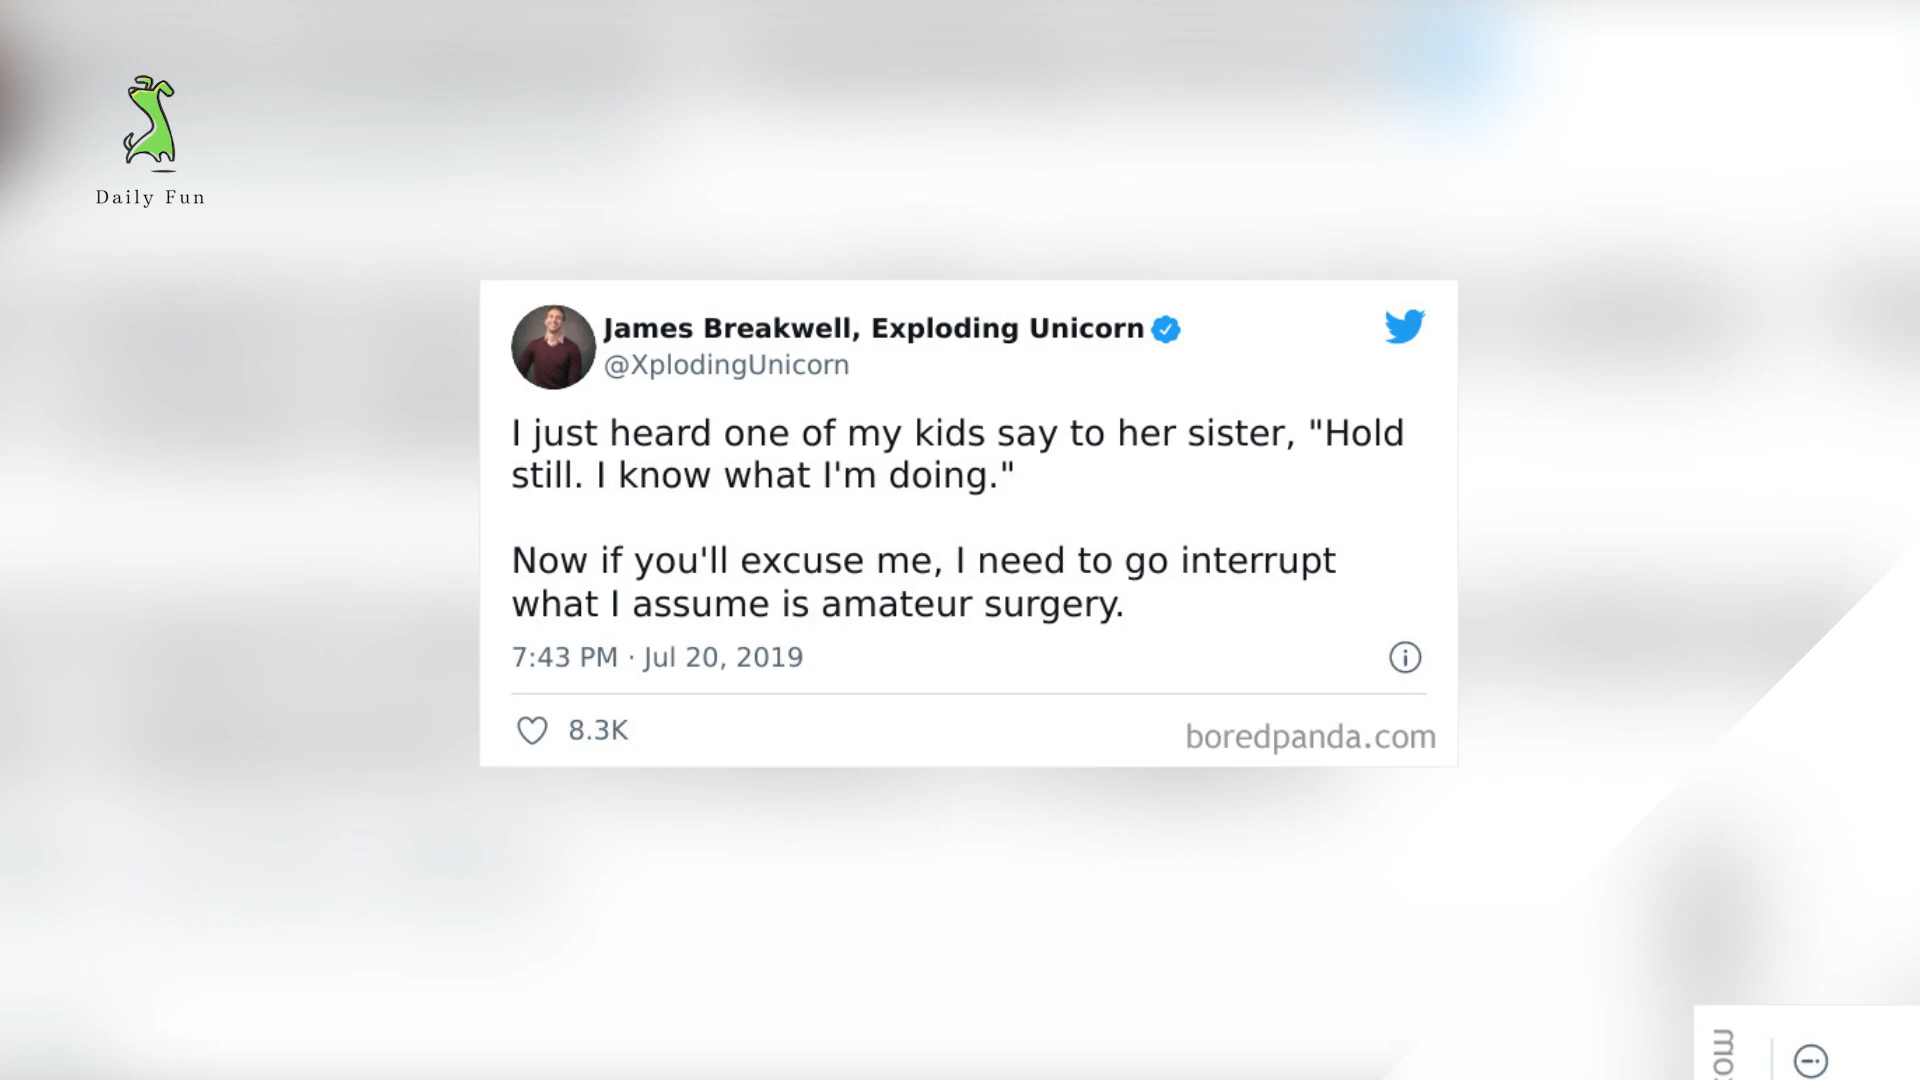 Daily Fun
James Breakwell, Exploding Unicorn
@XplodingUnicorn
I just heard one of my kids say to her sister, "Hold
still. I know what I'm doing."
Now if you'll excuse me, I need to go interrupt
what I assume is amateur surgery.
7:43 PM · Jul 20, 2019
8.3K
boredpanda.com